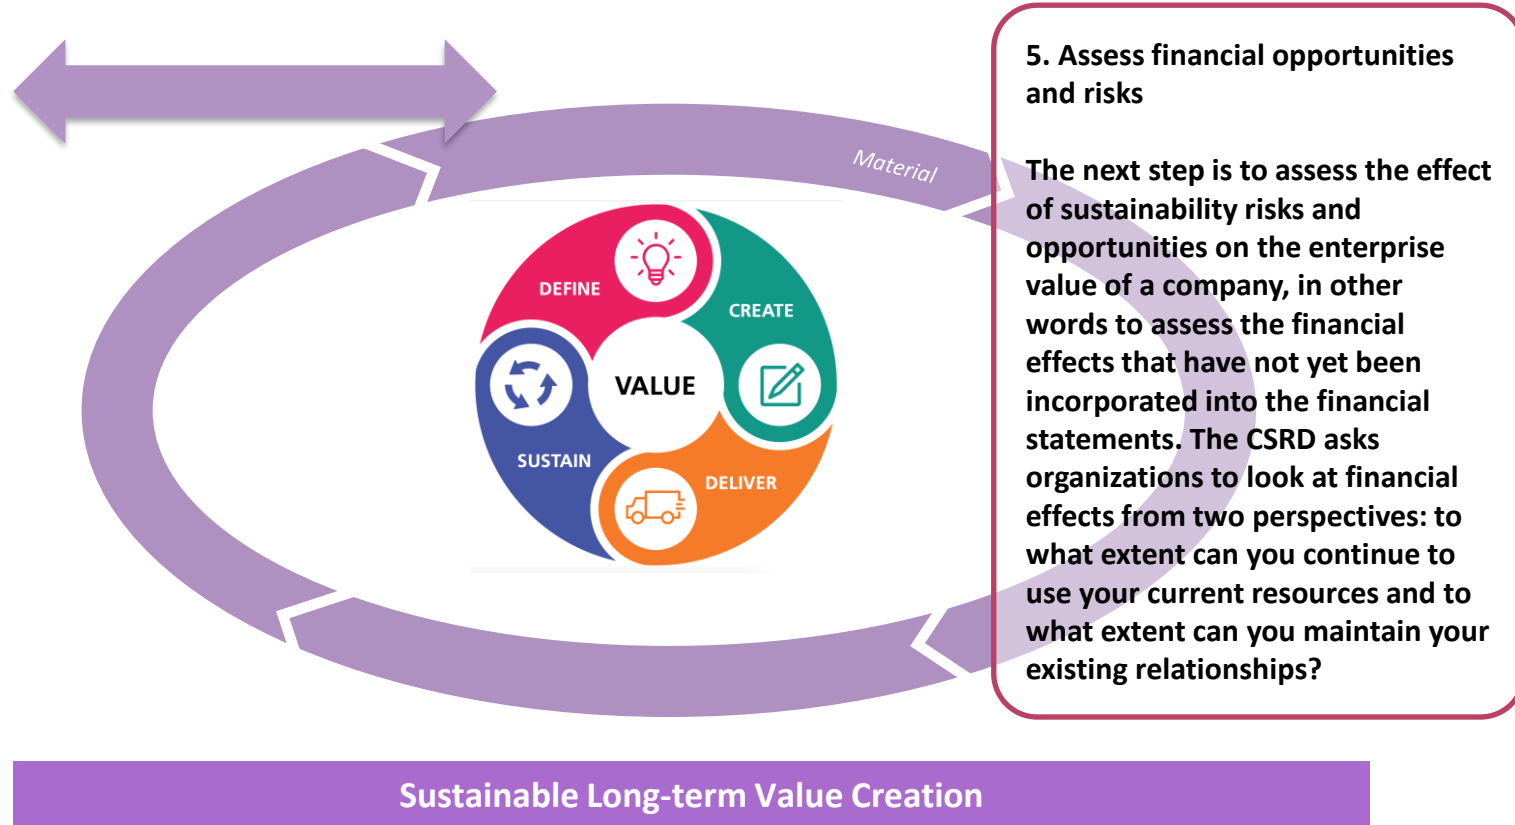 5. Assess financial opportunities
and risks
The next step is to assess the effect
of sustainability risks and
opportunities on the enterprise
value of a company, in other
words to assess the financial
effects that have not yet been
incorporated into the financial
statements. The CSRD asks
organizations to look at financial
effects from two perspectives: to
what extent can you continue to
use your current resources and to
what extent can you maintain your
existing relationships?
Material
DEFINE
CREATE
VALUE
SUSTAIN
DELIVER
Sustainable Long-term Value Creation